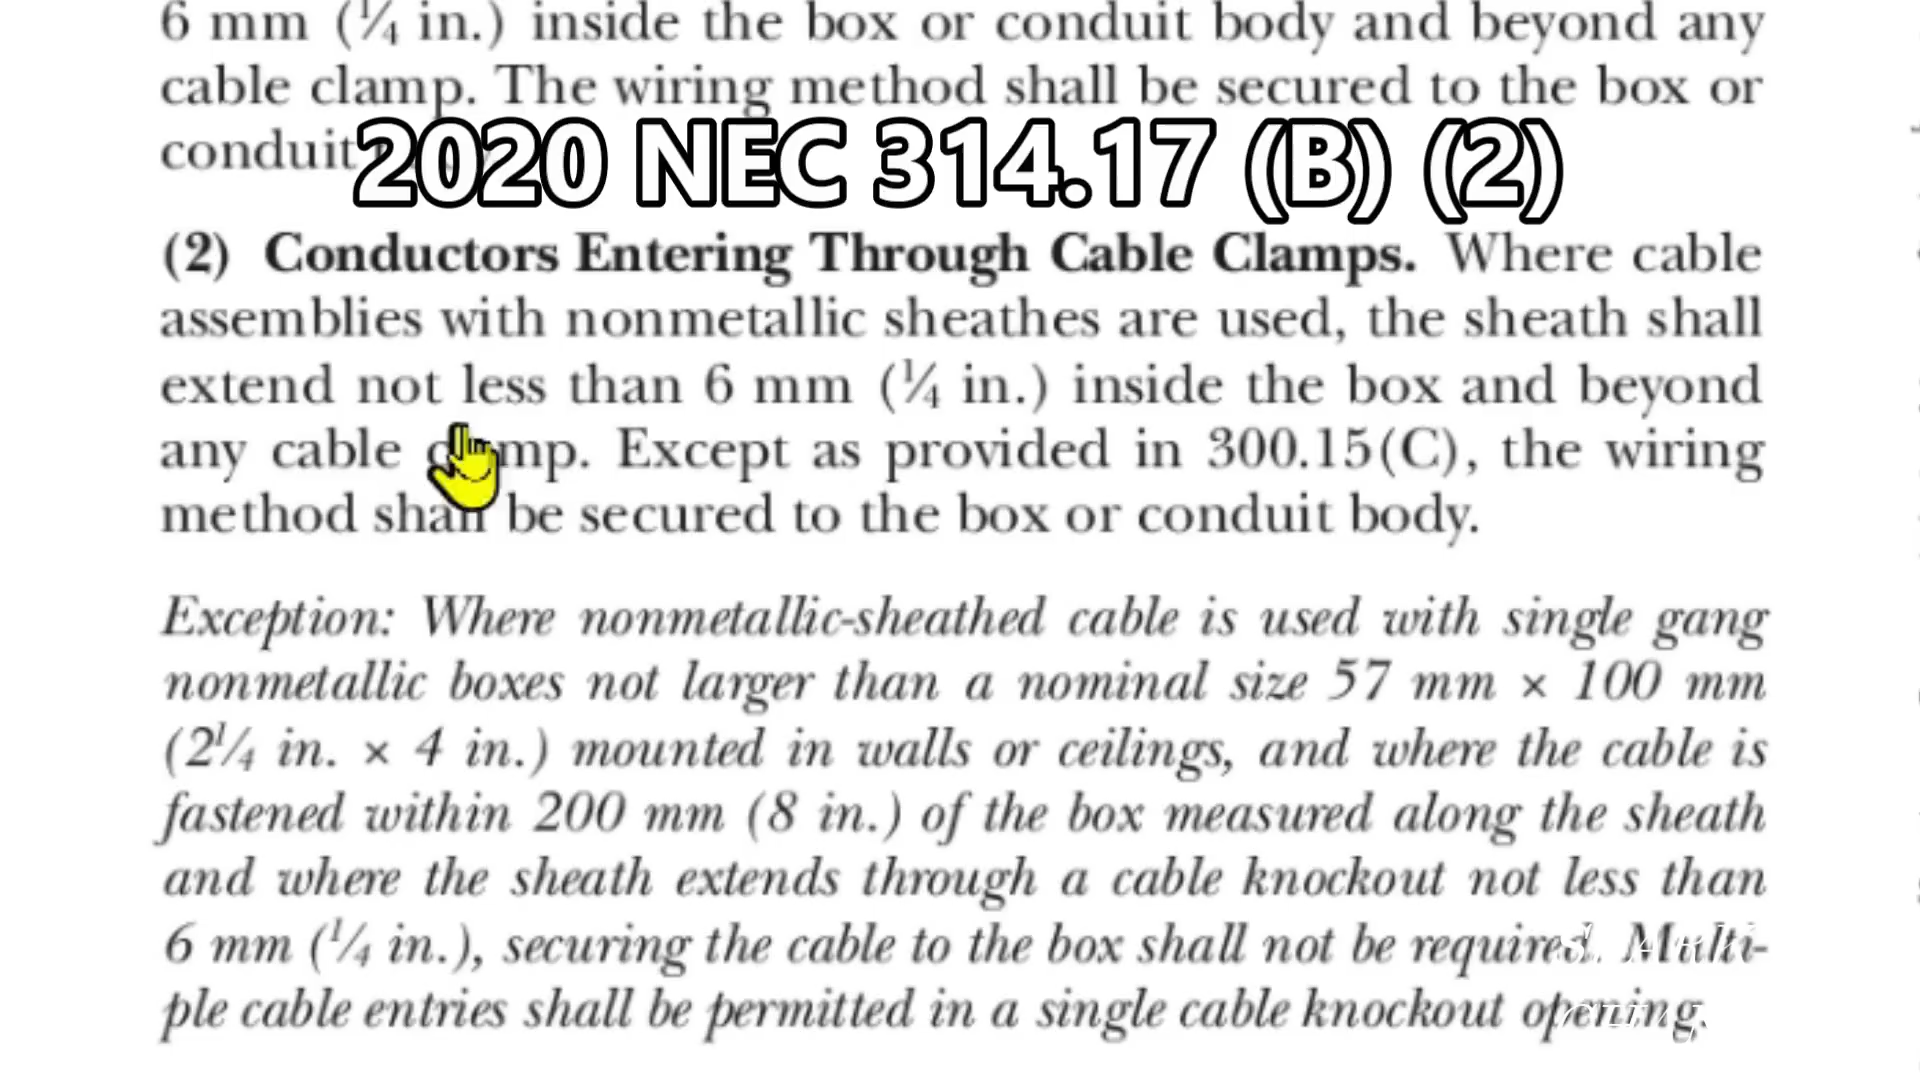 6 mm (¼ in.) inside the box or conduit body and beyond any
cable clamp. The wiring method shall be secured to the box or
conduit
2020 NEC 314.17 (B) (2)
(2) Conductors Entering Through Cable Clamps. Where cable
assemblies with nonmetallic sheathes are used, the sheath shall
extend not less than 6 mm (¼ in.) inside the box and beyond
any cable clamp. Except as provided in 300.15(C), the wiring
method shall be secured to the box or conduit body.
Exception: Where nonmetallic-sheathed cable is used with single gang
nonmetallic boxes not larger than a nominal size 57 mm × 100 mm
(2¼ in. × 4 in.) mounted in walls or ceilings, and where the cable is
fastened within 200 mm (8 in.) of the box measured along the sheath
and where the sheath extends through a cable knockout not less than
6 mm (¼ in.), securing the cable to the box shall not be required. Multi-
ple cable entries shall be permitted in a single cable knockout opening.